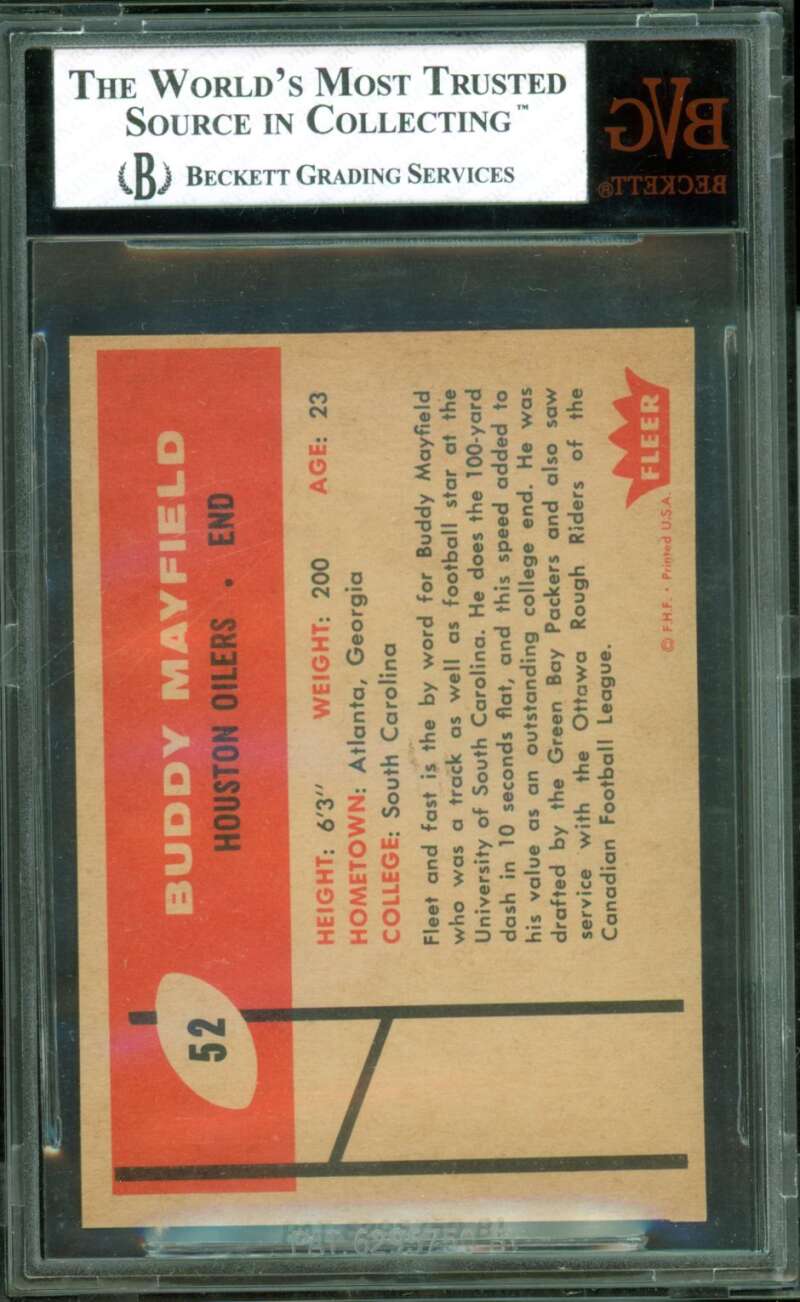 THE WORLD'S MOST TRUSTED
SOURCE IN COLLECTING™
B BECKETT GRADING SERVICES
BVG
BECKETT®
52
BUDDY MAYFIELD
HOUSTON OILERS • END
HEIGHT: 6'3" WEIGHT: 200 AGE: 23
HOMETOWN: Atlanta, Georgia
COLLEGE: South Carolina
Fleet and fast is the by word for Buddy Mayfield
who was a track as well as football star at the
University of South Carolina. He does the 100-yard
dash in 10 seconds flat, and this speed added to
his value as an outstanding college end. He was
drafted by the Green Bay Packers and also saw
service with the Ottawa Rough Riders of the
Canadian Football League.
FLEER
© F.H.F. • Printed U.S.A.